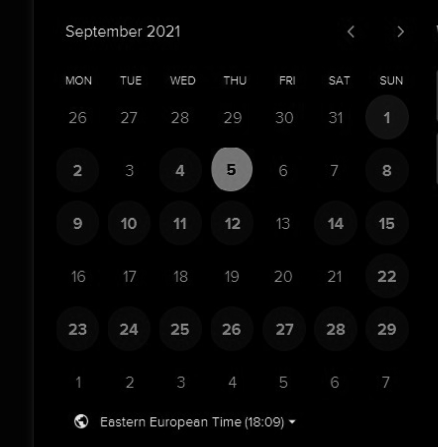 September 2021
MON TUE WED THU FRI SAT SUN
26 27 28 29 30 31 1
2 3 4 5 6 7 8
9 10 11 12 13 14 15
16 17 18 19 20 21 22
23 24 25 26 27 28 29
1 2 3 4 5 6 7
Eastern European Time (18:09)